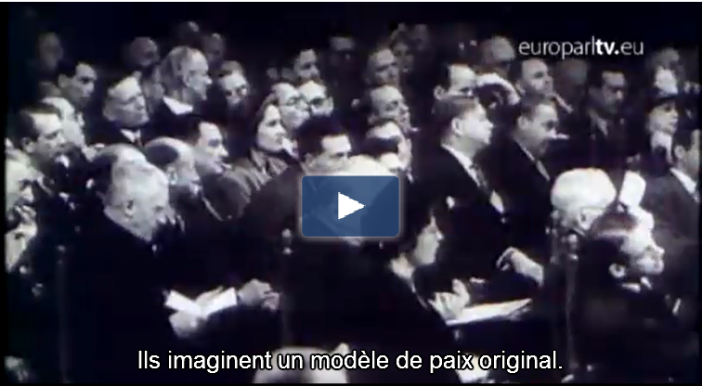 europarltv.eu
Ils imaginent un modèle de paix original.